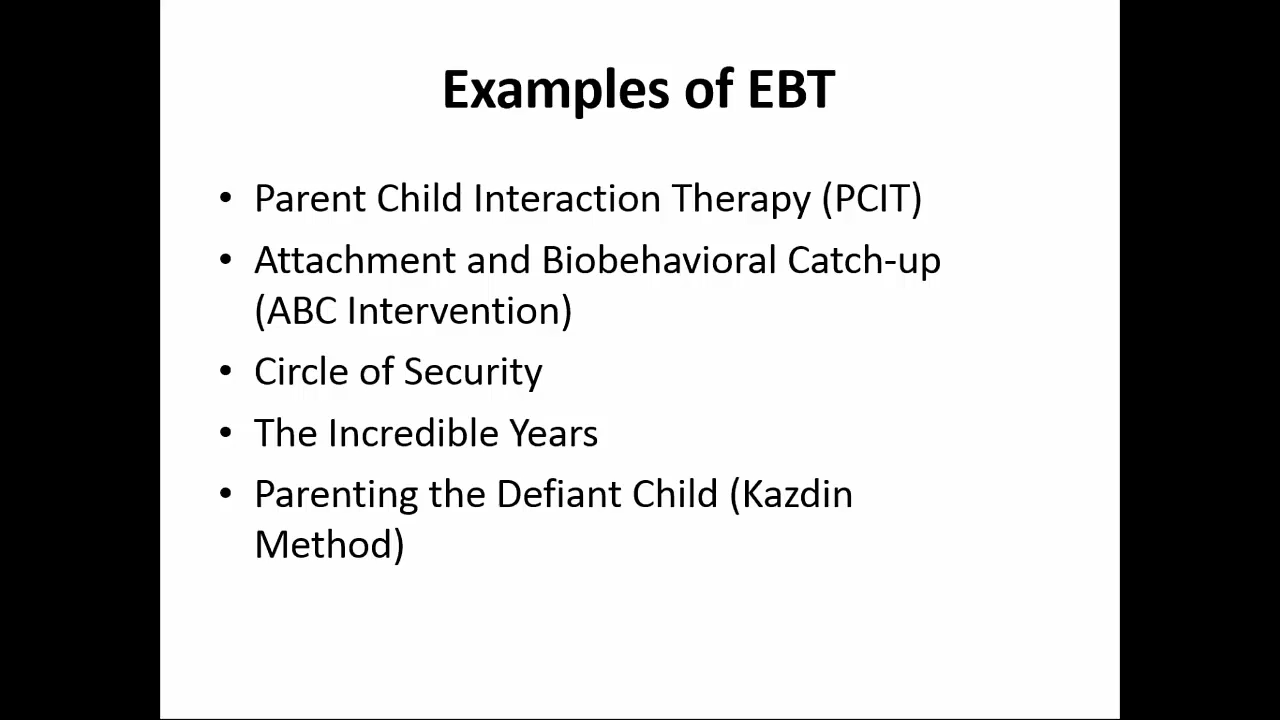 Examples of EBT
• Parent Child Interaction Therapy (PCIT)
• Attachment and Biobehavioral Catch-up
(ABC Intervention)
• Circle of Security
• The Incredible Years
• Parenting the Defiant Child (Kazdin
Method)